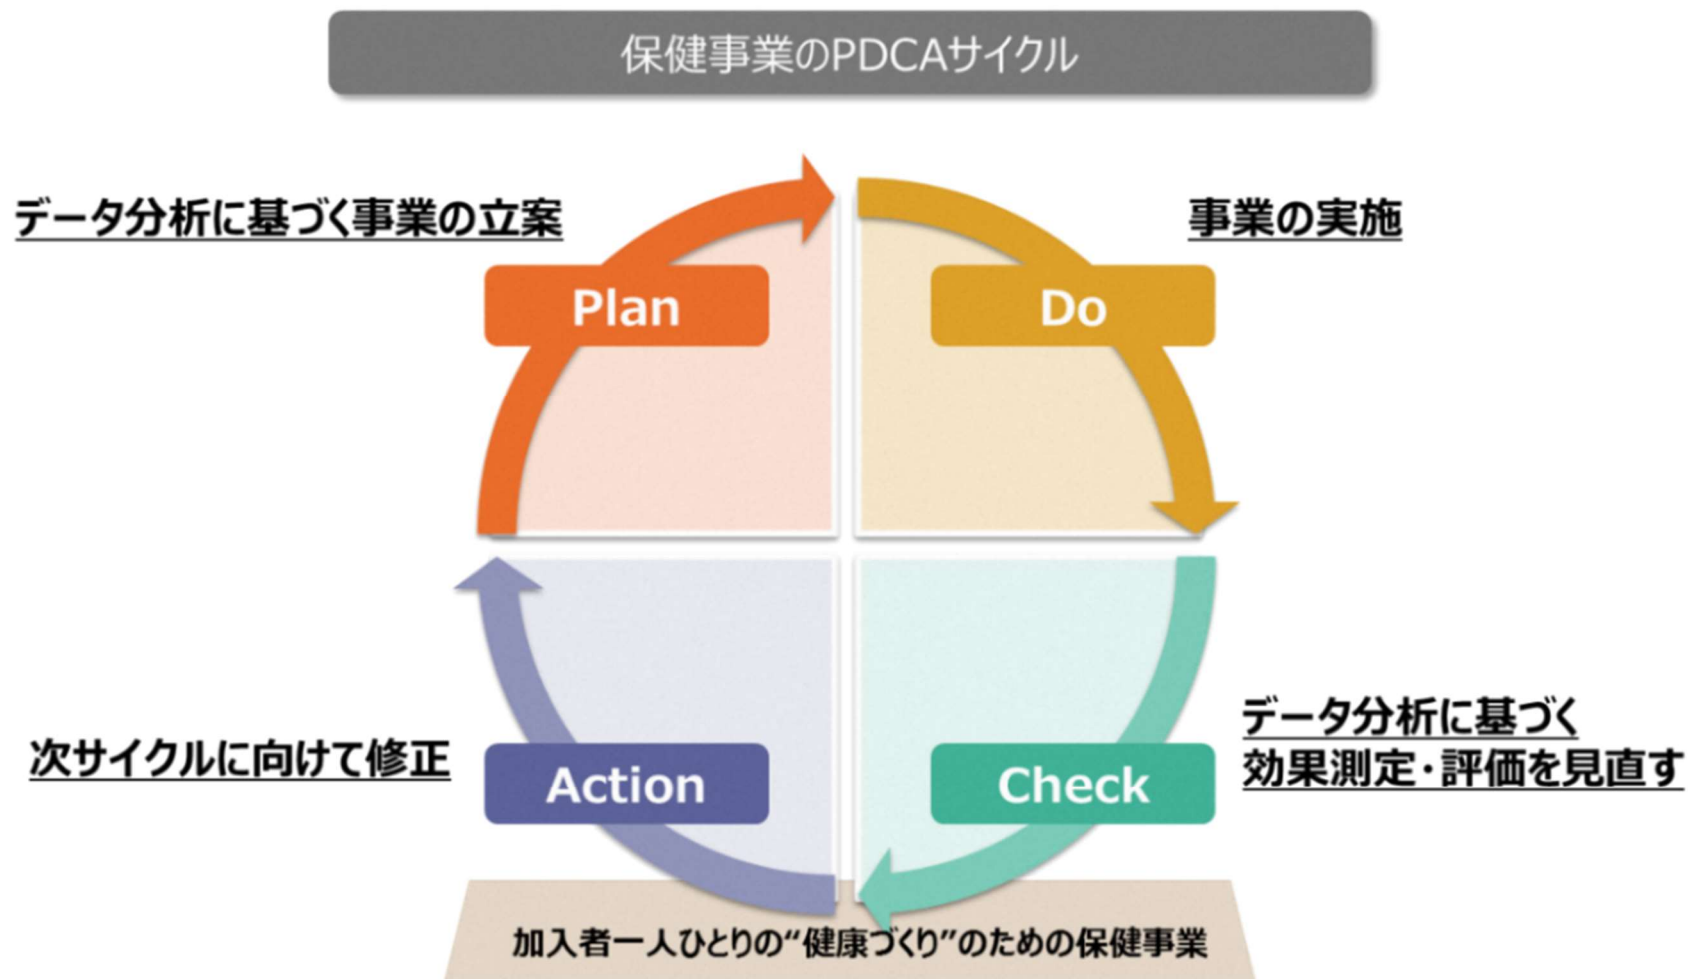 保健事業のPDCAサイクル
データ分析に基づく事業の立案
事業の実施
Plan
Do
次サイクルに向けて修正
Action
Check
データ分析に基づく
効果測定・評価を見直す
加入者一人ひとりの“健康づくり”のための保健事業